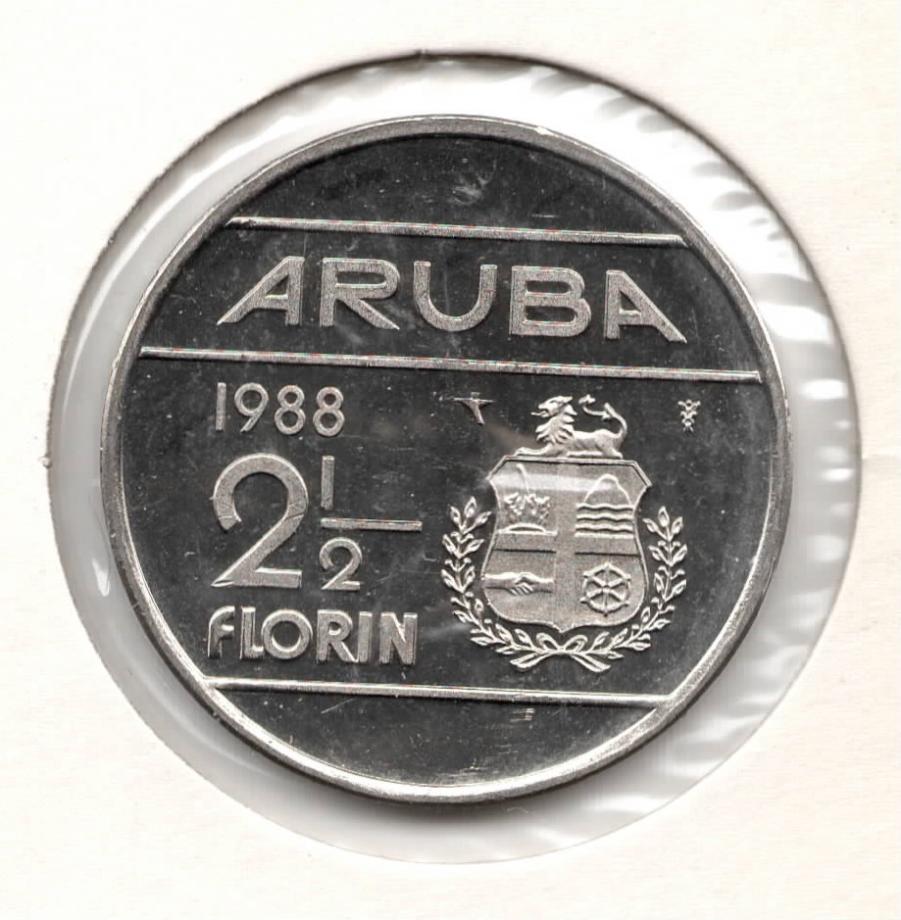 ARUBA
1988
2 1/2
FLORIN